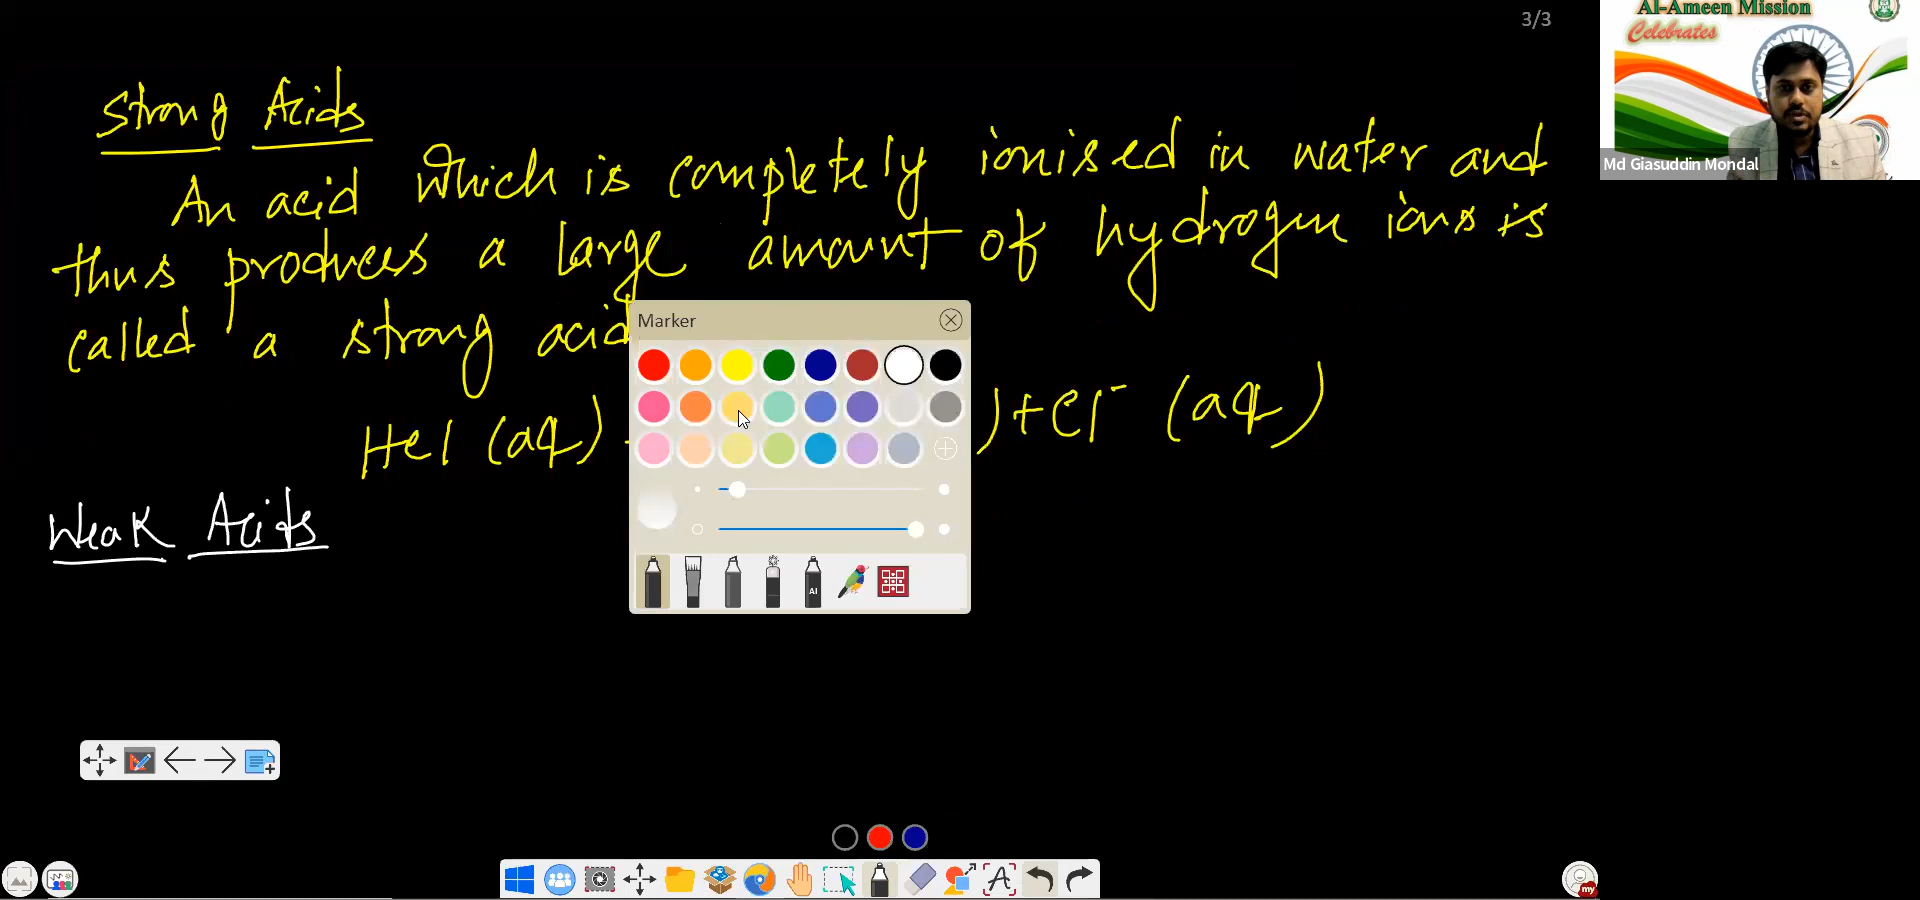 Al-Ameen Mission
Celebrates
3/3
Md Giasuddin Mondal
Strong Acids
An acid which is completely ionised in water and
thus produces a large amount of hydrogen ions is
called a strong acid
Marker
HCl (aq) ) + Cl⁻ (aq)
Weak Acids
AI
A
my